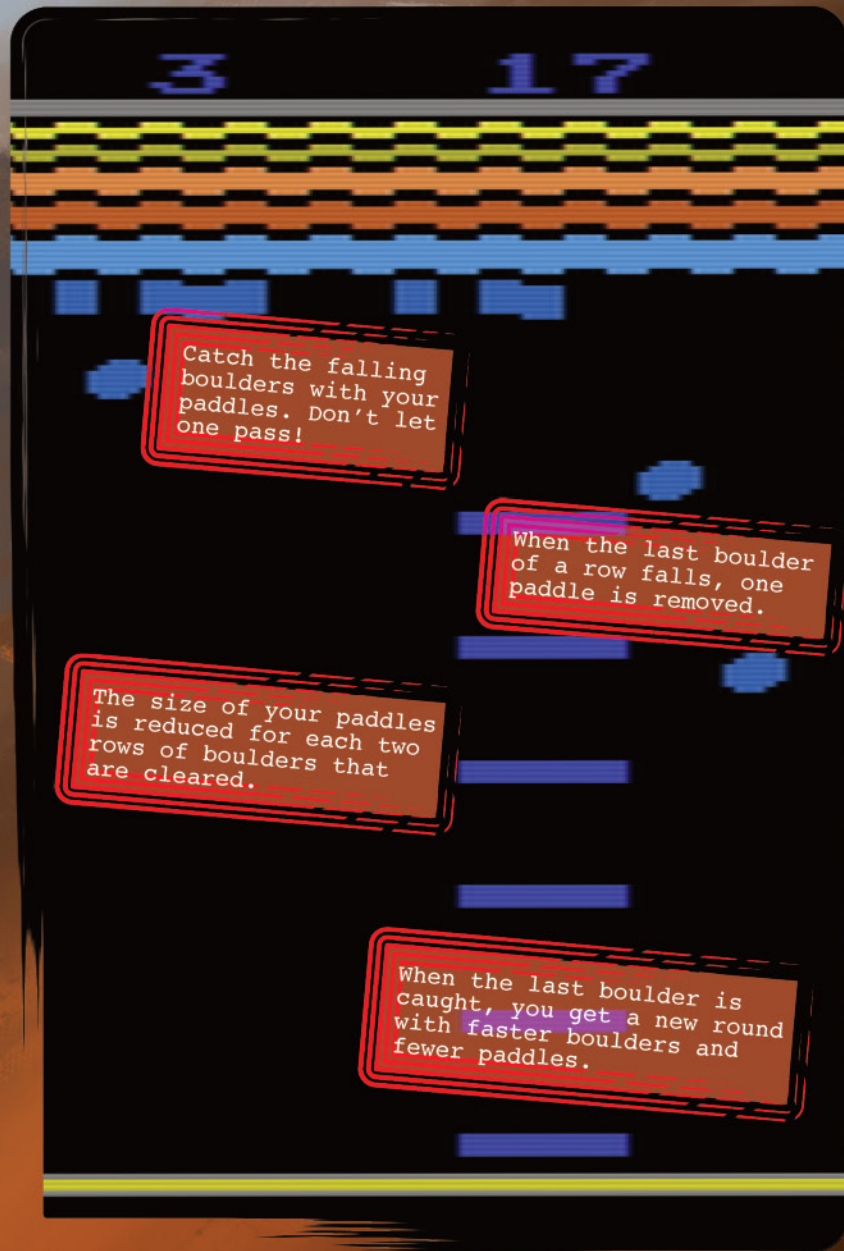 3 17
Catch the falling
boulders with your
paddles. Don't let
one pass!
When the last boulder
of a row falls, one
paddle is removed.
The size of your paddles
is reduced for each two
rows of boulders that
are cleared.
When the last boulder is
caught, you get a new round
with faster boulders and
fewer paddles.